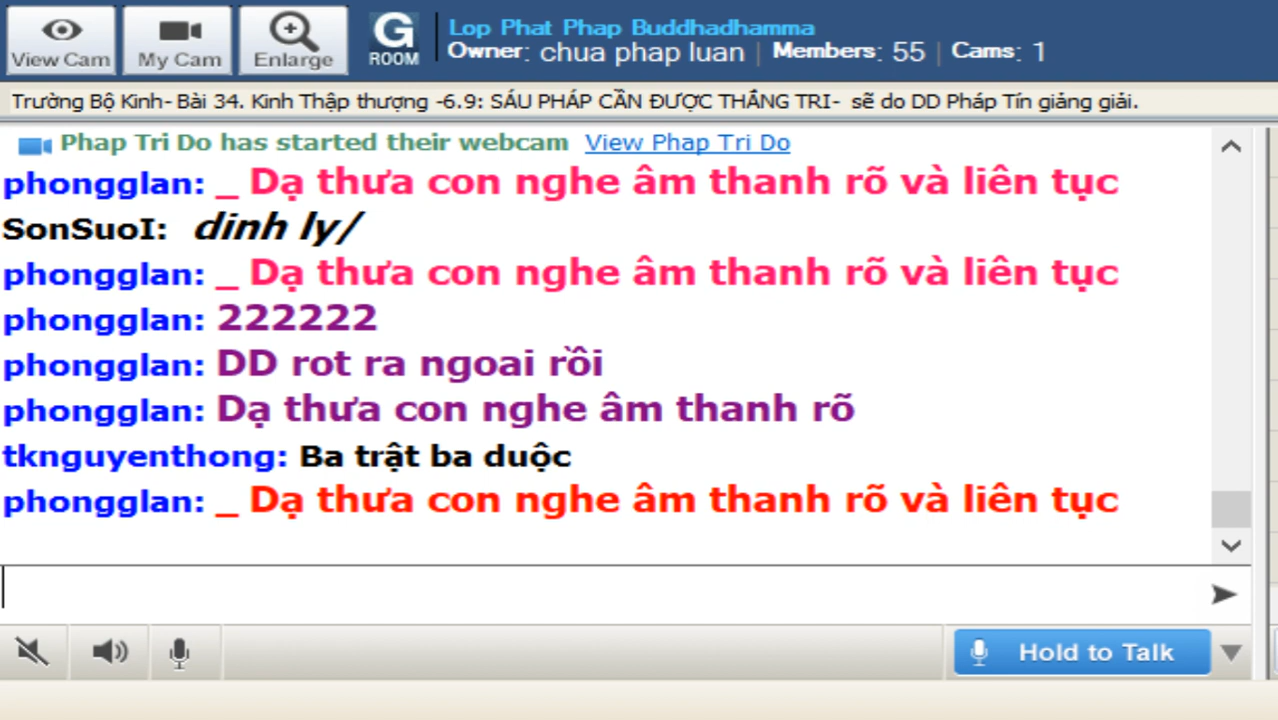 View Cam
My Cam
Enlarge
G
ROOM
Lop Phat Phap Buddhadhamma
Owner: chua phap luan | Members: 55 | Cams: 1
Trường Bộ Kinh- Bài 34. Kinh Thập thượng -6.9: SÁU PHÁP CẦN ĐƯỢC THẮNG TRI- sẽ do DD Pháp Tín giảng giải.
Phap Tri Do has started their webcam View Phap Tri Do
phongglan: _ Dạ thưa con nghe âm thanh rõ và liên tục
SonSuoI: dinh ly/
phongglan: _ Dạ thưa con nghe âm thanh rõ và liên tục
phongglan: 222222
phongglan: DD rot ra ngoai rồi
phongglan: Dạ thưa con nghe âm thanh rõ
tknguyenthong: Ba trật ba duộc
phongglan: _ Dạ thưa con nghe âm thanh rõ và liên tục
Hold to Talk